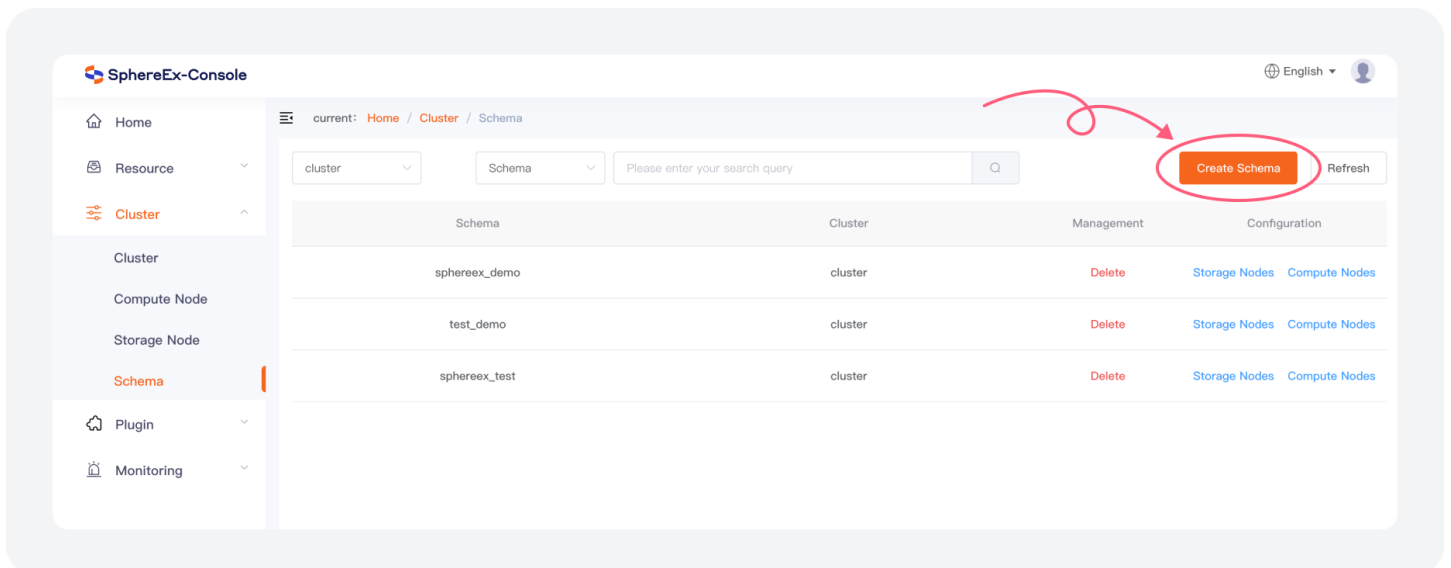 SphereEx-Console
English
Home
Resource
Cluster
Cluster
Compute Node
Storage Node
Schema
Plugin
Monitoring
current: Home / Cluster / Schema
cluster Schema Please enter your search query Create Schema Refresh
Schema Cluster Management Configuration
sphereex_demo cluster Delete Storage Nodes Compute Nodes
test_demo cluster Delete Storage Nodes Compute Nodes
sphereex_test cluster Delete Storage Nodes Compute Nodes